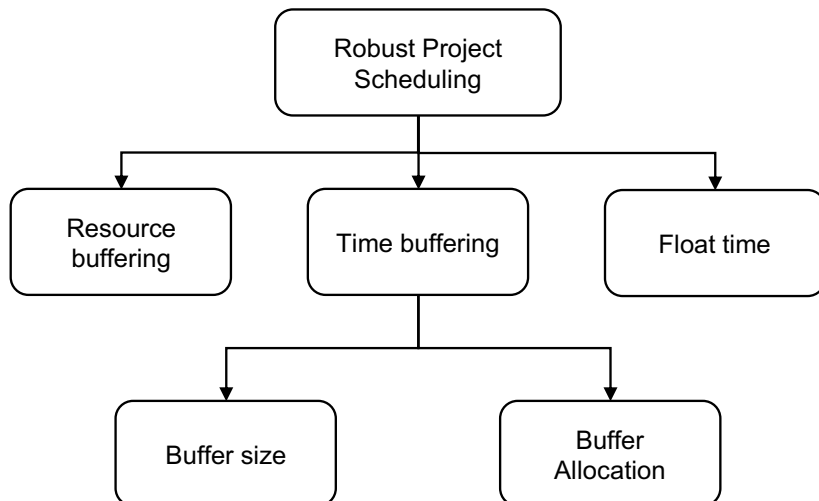 Robust Project
Scheduling
Resource
buffering
Time buffering
Float time
Buffer size
Buffer
Allocation